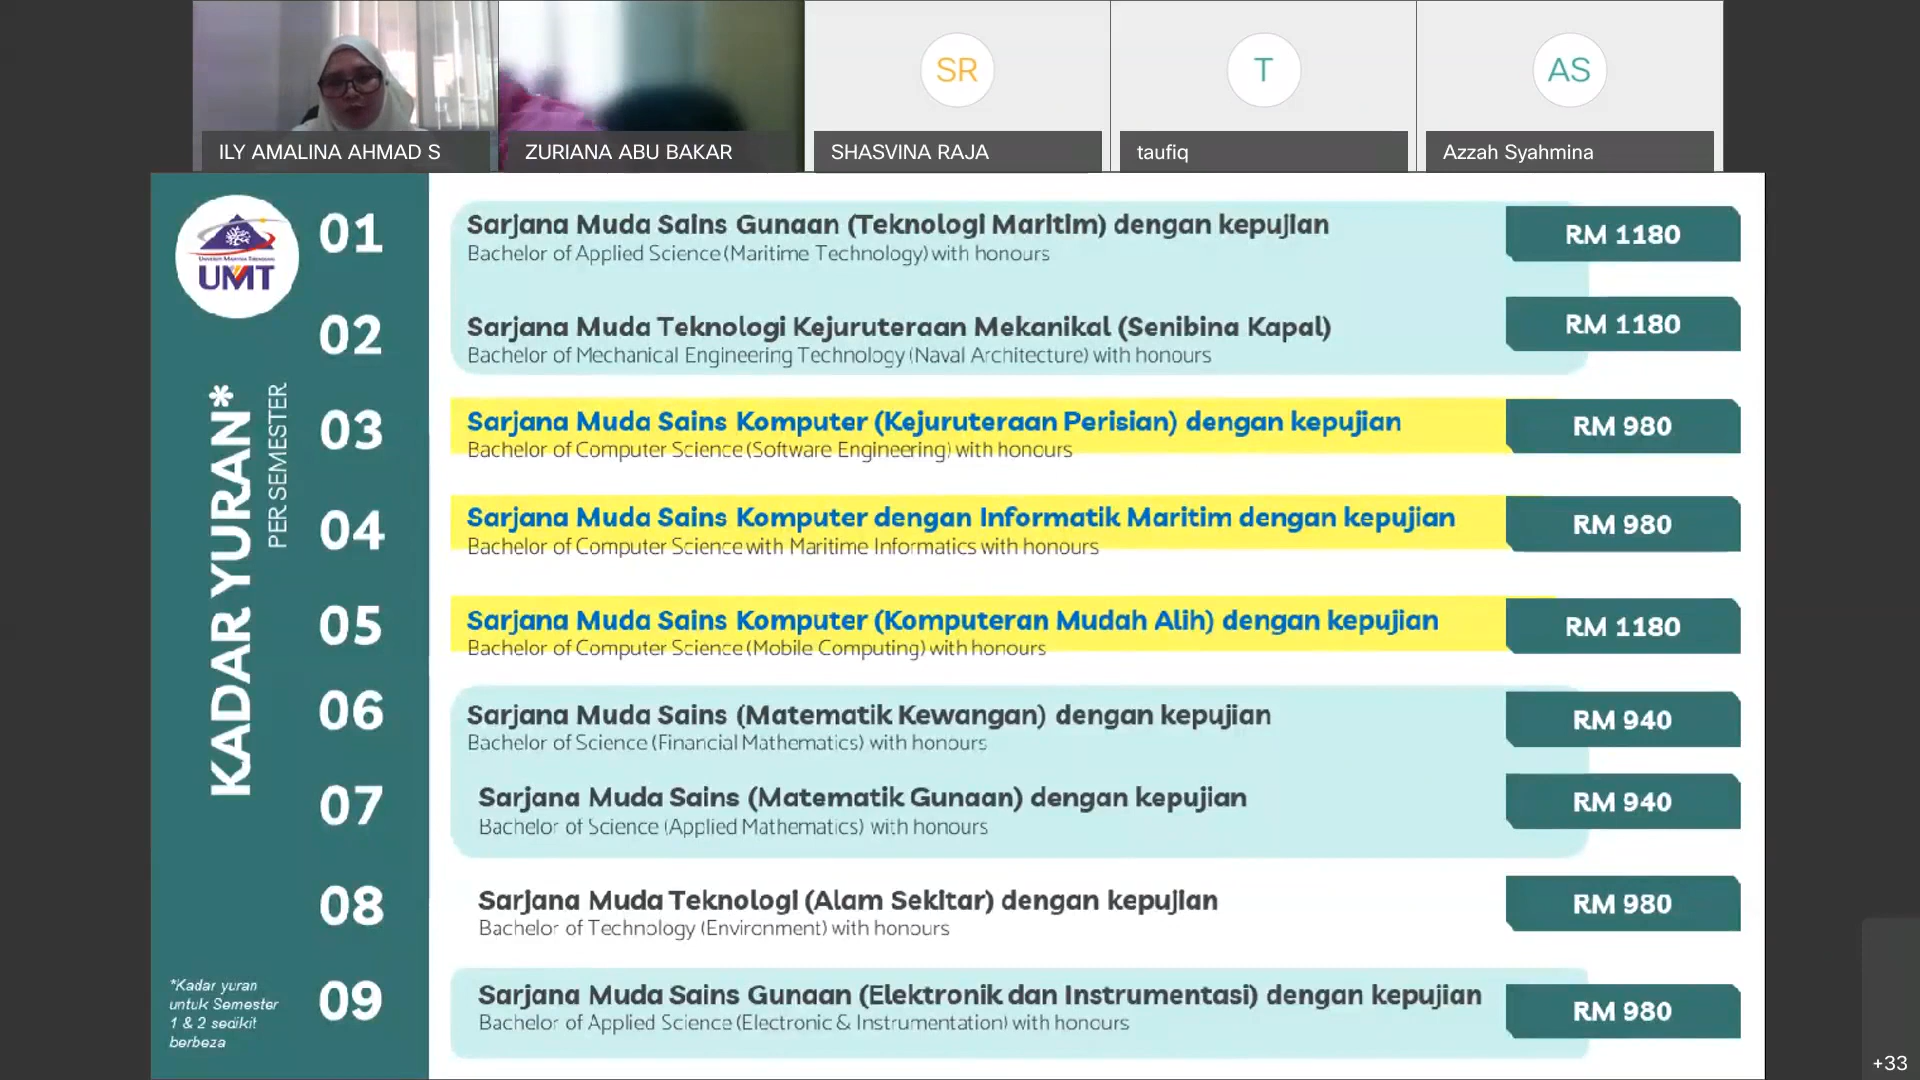 ILY AMALINA AHMAD S
ZURIANA ABU BAKAR
SR
SHASVINA RAJA
T
taufiq
AS
Azzah Syahmina
UNIVERSITI MALAYSIA TERENGGANU
UMT
KADAR YURAN*
PER SEMESTER
01
Sarjana Muda Sains Gunaan (Teknologi Maritim) dengan kepujian
Bachelor of Applied Science (Maritime Technology) with honours
RM 1180
02
Sarjana Muda Teknologi Kejuruteraan Mekanikal (Senibina Kapal)
Bachelor of Mechanical Engineering Technology (Naval Architecture) with honours
RM 1180
03
Sarjana Muda Sains Komputer (Kejuruteraan Perisian) dengan kepujian
Bachelor of Computer Science (Software Engineering) with honours
RM 980
04
Sarjana Muda Sains Komputer dengan Informatik Maritim dengan kepujian
Bachelor of Computer Science with Maritime Informatics with honours
RM 980
05
Sarjana Muda Sains Komputer (Komputeran Mudah Alih) dengan kepujian
Bachelor of Computer Science (Mobile Computing) with honours
RM 1180
06
Sarjana Muda Sains (Matematik Kewangan) dengan kepujian
Bachelor of Science (Financial Mathematics) with honours
RM 940
07
Sarjana Muda Sains (Matematik Gunaan) dengan kepujian
Bachelor of Science (Applied Mathematics) with honours
RM 940
08
Sarjana Muda Teknologi (Alam Sekitar) dengan kepujian
Bachelor of Technology (Environment) with honours
RM 980
09
Sarjana Muda Sains Gunaan (Elektronik dan Instrumentasi) dengan kepujian
Bachelor of Applied Science (Electronic & Instrumentation) with honours
RM 980
*Kadar yuran
untuk Semester
1 & 2 sedikit
berbeza
+33